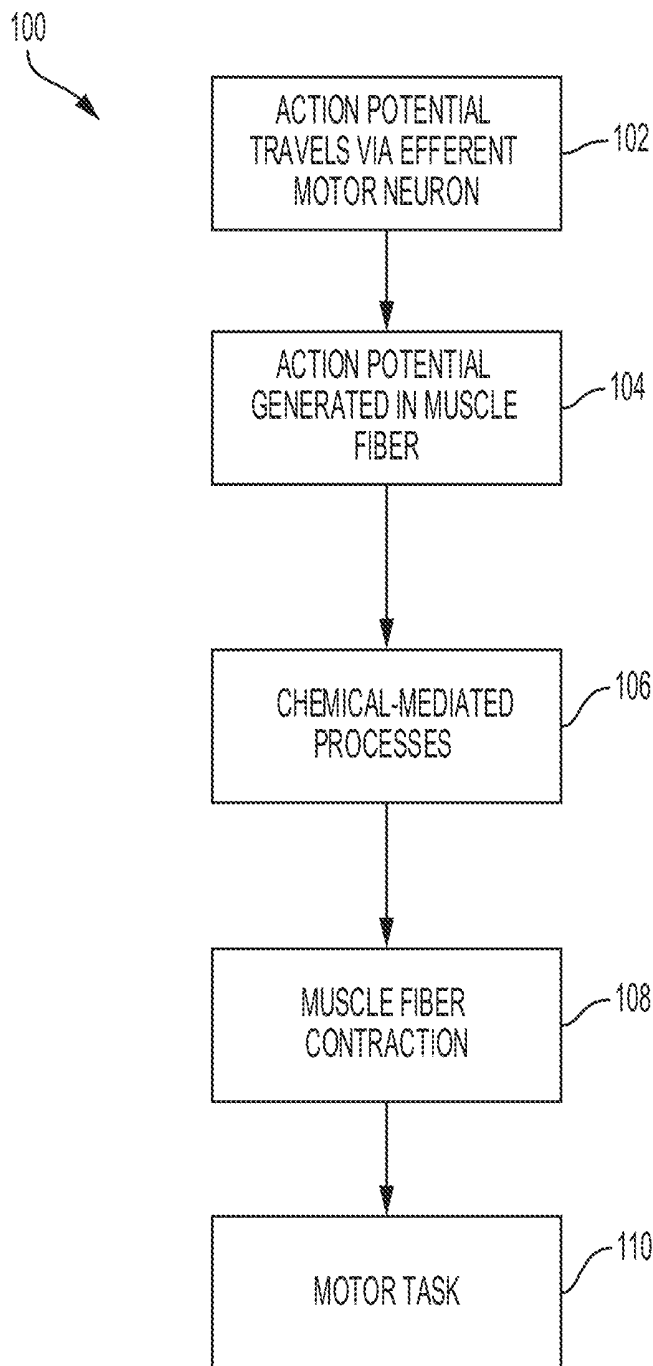 100
ACTION POTENTIAL
TRAVELS VIA EFFERENT
MOTOR NEURON
102
ACTION POTENTIAL
GENERATED IN MUSCLE
FIBER
104
CHEMICAL-MEDIATED
PROCESSES
106
MUSCLE FIBER
CONTRACTION
108
MOTOR TASK
110